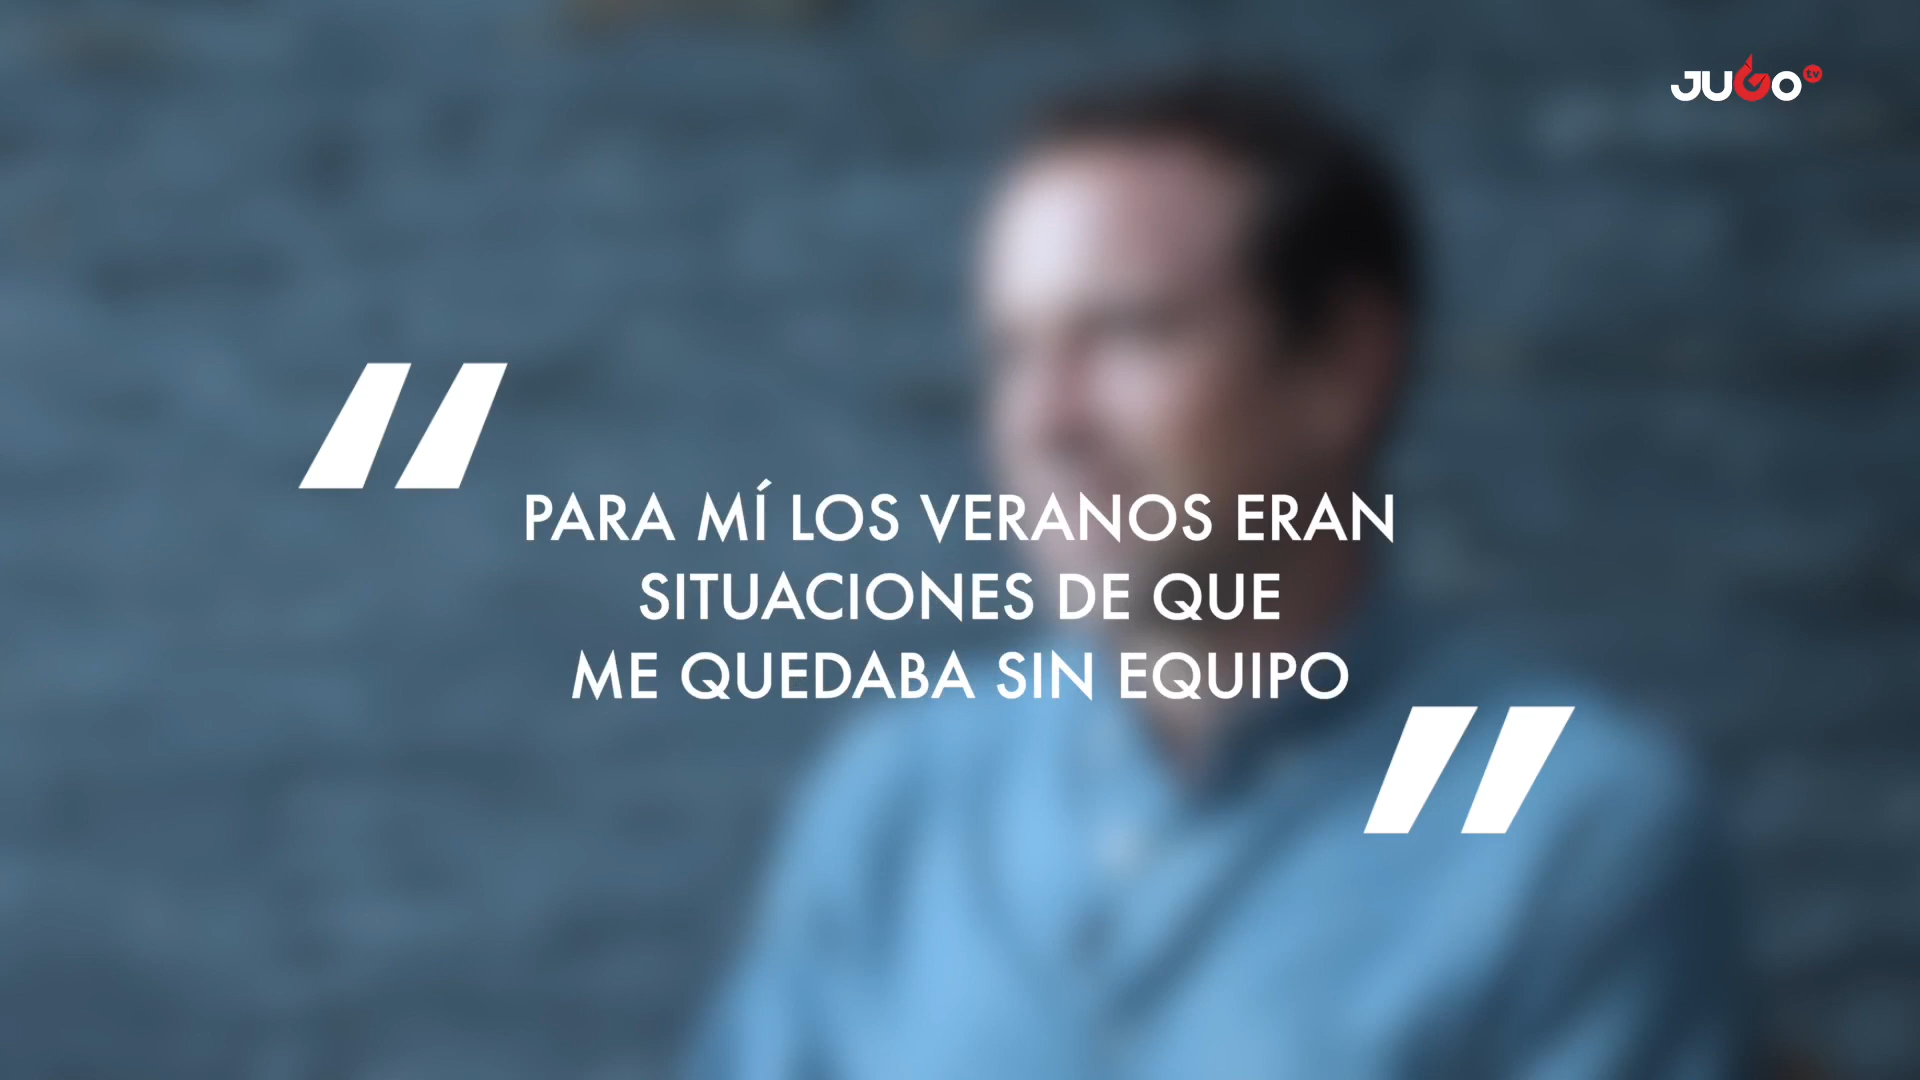 JUGO tv
“
PARA MÍ LOS VERANOS ERAN
SITUACIONES DE QUE
ME QUEDABA SIN EQUIPO
”